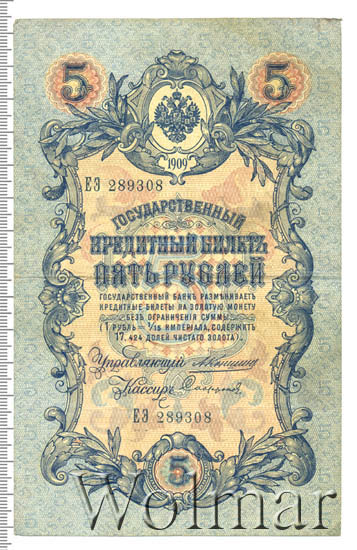 5 5
1909
ЕЭ 289308
ГОСУДАРСТВЕННЫЙ
КРЕДИТНЫЙ БИЛЕТЪ
ПЯТЬ РУБЛЕЙ
ГОСУДАРСТВЕННЫЙ БАНКЪ РАЗМѢНИВАЕТЪ
КРЕДИТНЫЕ БИЛЕТЫ НА ЗОЛОТУЮ МОНЕТУ
БЕЗЪ ОГРАНИЧЕНІЯ СУММЫ
(1 РУБЛЬ = 1/15 ИМПЕРІАЛА, СОДЕРЖИТЪ
17,424 ДОЛЕЙ ЧИСТАГО ЗОЛОТА).
Управляющій
Кассиръ
ЕЭ 289308
5
Wolmar